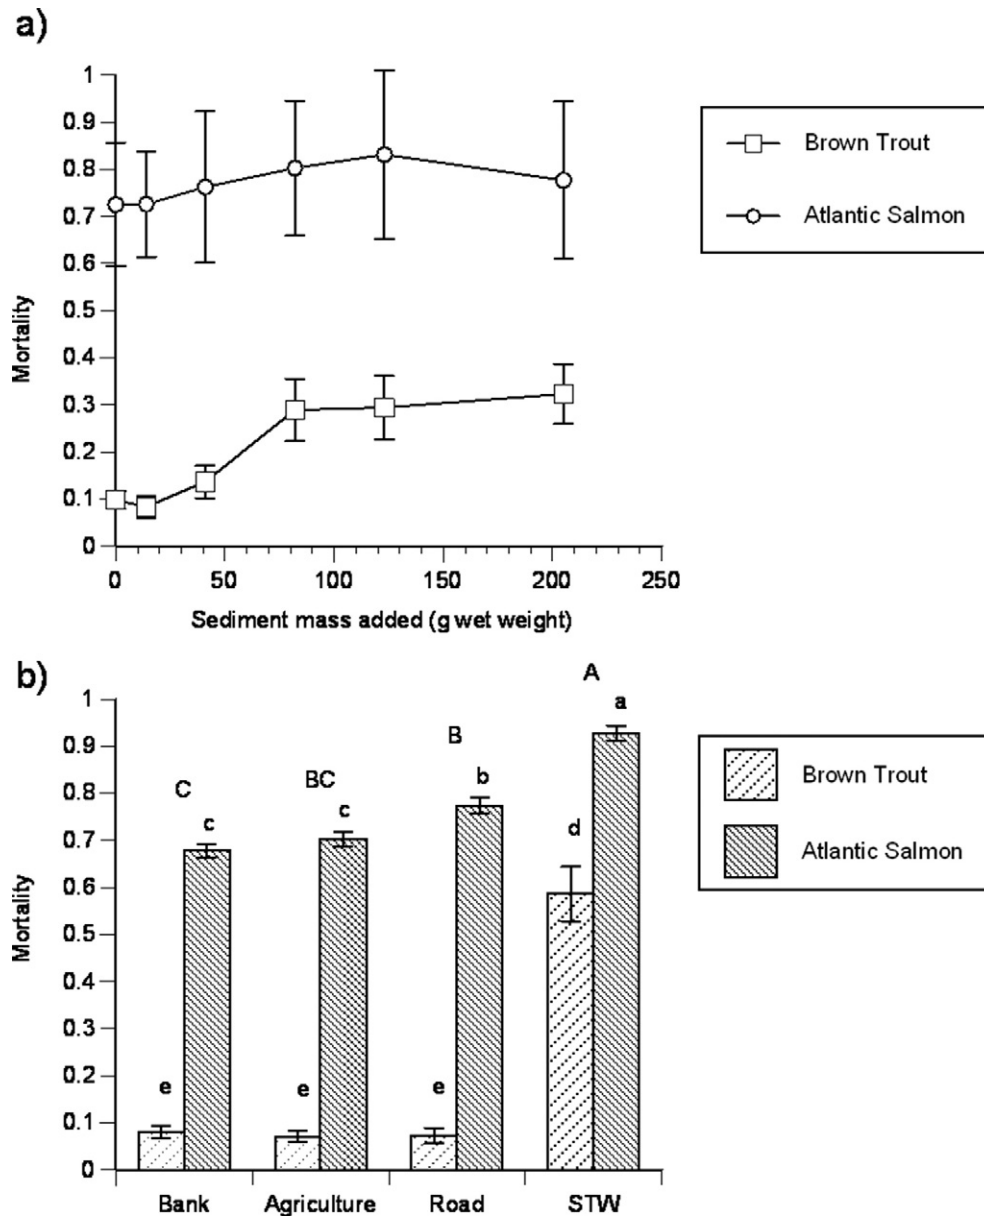 a)
1
0.9
0.8
0.7
0.6
0.5
0.4
0.3
0.2
0.1
0
Mortality
0 50 100 150 200 250
Sediment mass added (g wet weight)
Brown Trout
Atlantic Salmon
b)
1
0.9
0.8
0.7
0.6
0.5
0.4
0.3
0.2
0.1
0
Mortality
C BC B A
c c b a
e e e d
Bank Agriculture Road STW
Brown Trout
Atlantic Salmon